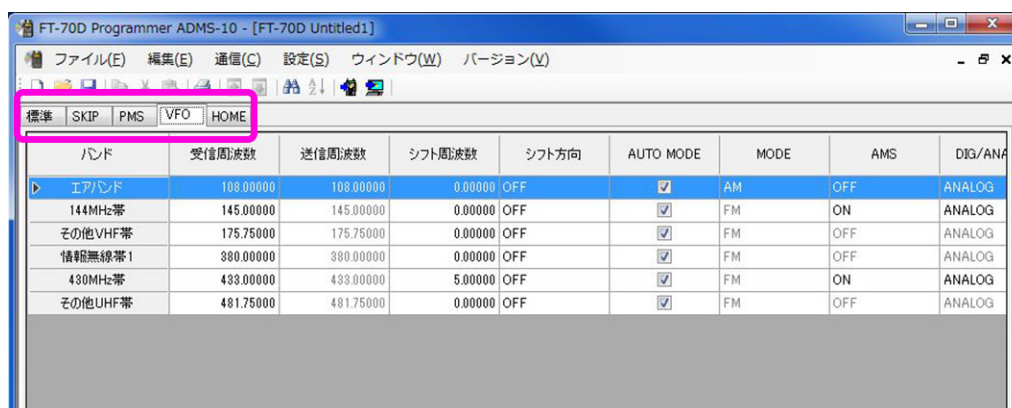 FT-70D Programmer ADMS-10 - [FT-70D Untitled1]
ファイル(F) 編集(E) 通信(C) 設定(S) ウィンドウ(W) バージョン(V)
標準 SKIP PMS VFO HOME
バンド 受信周波数 送信周波数 シフト周波数 シフト方向 AUTO MODE MODE AMS DIG/ANA
エアバンド 108.00000 108.00000 0.00000 OFF AM OFF ANALOG
144MHz帯 145.00000 145.00000 0.00000 OFF FM ON ANALOG
その他VHF帯 175.75000 175.75000 0.00000 OFF FM OFF ANALOG
情報無線帯1 380.00000 380.00000 0.00000 OFF FM OFF ANALOG
430MHz帯 433.00000 433.00000 5.00000 OFF FM ON ANALOG
その他UHF帯 481.75000 481.75000 0.00000 OFF FM OFF ANALOG